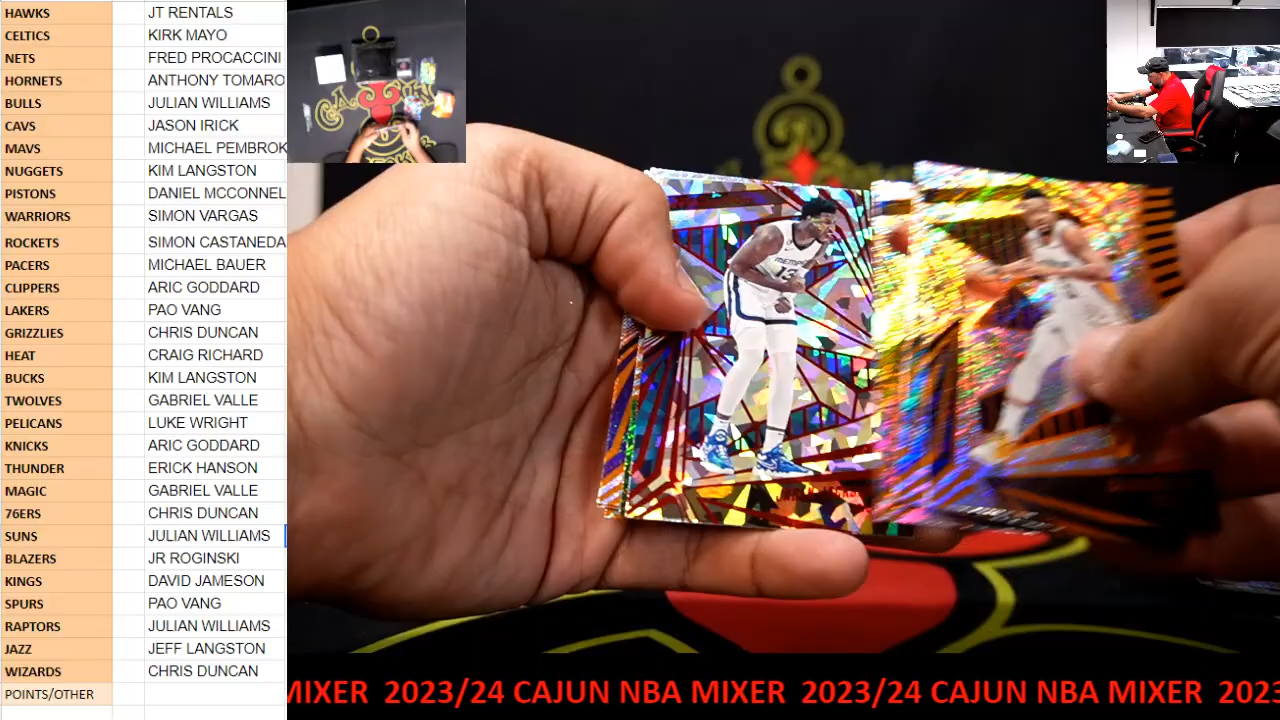 HAWKS JT RENTALS
CELTICS KIRK MAYO
NETS FRED PROCACCINI
HORNETS ANTHONY TOMARO
BULLS JULIAN WILLIAMS
CAVS JASON IRICK
MAVS MICHAEL PEMBROK
NUGGETS KIM LANGSTON
PISTONS DANIEL MCCONNEL
WARRIORS SIMON VARGAS
ROCKETS SIMON CASTANEDA
PACERS MICHAEL BAUER
CLIPPERS ARIC GODDARD
LAKERS PAO VANG
GRIZZLIES CHRIS DUNCAN
HEAT CRAIG RICHARD
BUCKS KIM LANGSTON
TWOLVES GABRIEL VALLE
PELICANS LUKE WRIGHT
KNICKS ARIC GODDARD
THUNDER ERICK HANSON
MAGIC GABRIEL VALLE
76ERS CHRIS DUNCAN
SUNS JULIAN WILLIAMS
BLAZERS JR ROGINSKI
KINGS DAVID JAMESON
SPURS PAO VANG
RAPTORS JULIAN WILLIAMS
JAZZ JEFF LANGSTON
WIZARDS CHRIS DUNCAN
POINTS/OTHER
MEMPHIS
13
MIXER 2023/24 CAJUN NBA MIXER 2023/24 CAJUN NBA MIXER 2023